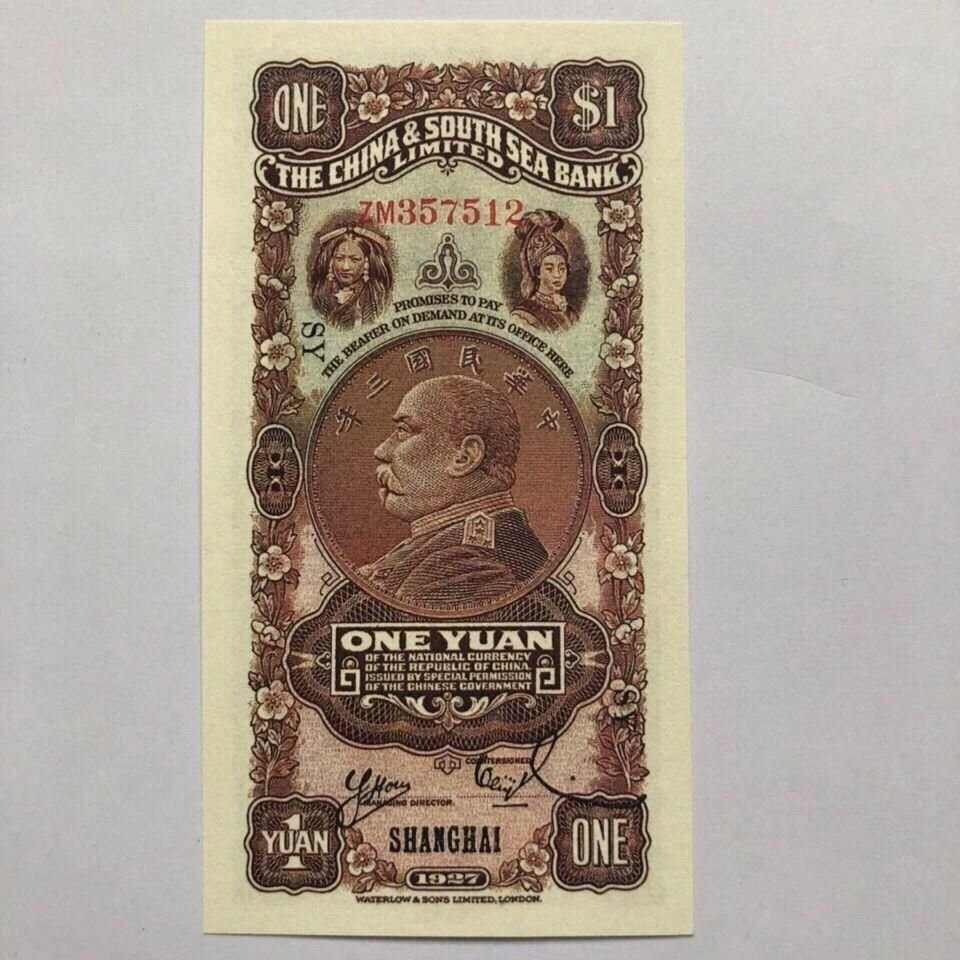 ONE
$1
THE CHINA & SOUTH SEA BANK,
LIMITED
ZM357512
PROMISES TO PAY
THE BEARER ON DEMAND AT ITS OFFICE HERE
SY
年三國民華中
ONE YUAN
OF THE NATIONAL CURRENCY
OF THE REPUBLIC OF CHINA.
ISSUED BY SPECIAL PERMISSION
OF THE CHINESE GOVERNMENT
SY
COUNTERSIGNED
MANAGING DIRECTOR.
1
YUAN
SHANGHAI
ONE
1927
WATERLOW & SONS LIMITED, LONDON.